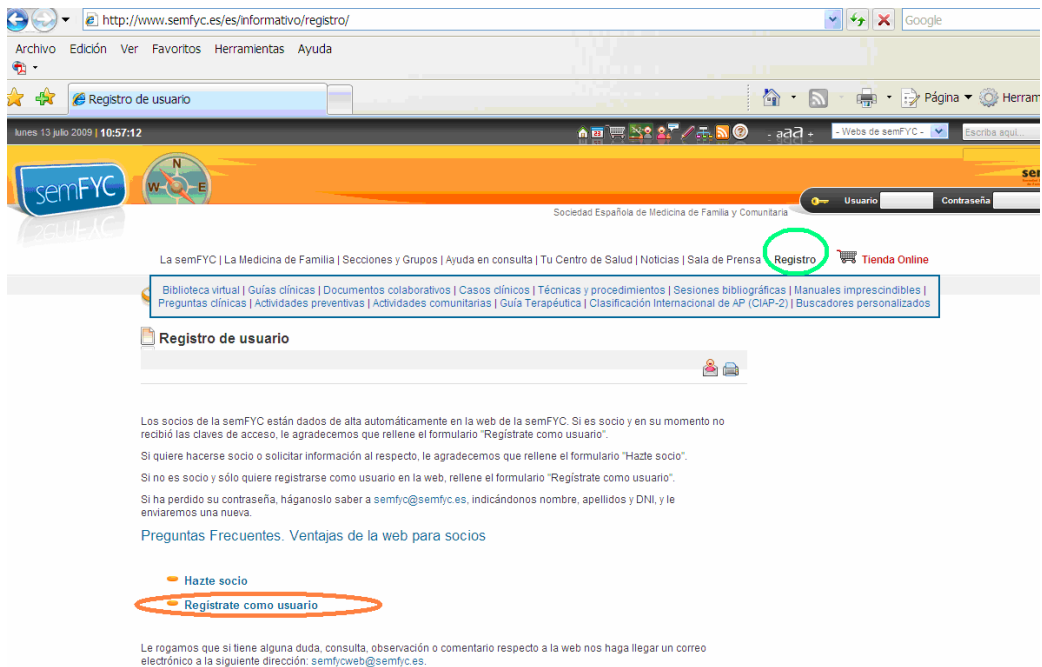 http://www.semfyc.es/es/informativo/registro/
Google
Archivo Edición Ver Favoritos Herramientas Ayuda
Registro de usuario
Página
Herram
lunes 13 julio 2009 | 10:57:12
- aaa +
- Webs de semFYC -
Escriba aquí...
N
W E
semFYC
Usuario
Contraseña
Sociedad Española de Medicina de Familia y Comunitaria
La semFYC | La Medicina de Familia | Secciones y Grupos | Ayuda en consulta | Tu Centro de Salud | Noticias | Sala de Prensa Registro Tienda Online
Biblioteca virtual | Guías clínicas | Documentos colaborativos | Casos clínicos | Técnicas y procedimientos | Sesiones bibliográficas | Manuales imprescindibles |
Preguntas clínicas | Actividades preventivas | Actividades comunitarias | Guía Terapéutica | Clasificación Internacional de AP (CIAP-2) | Buscadores personalizados
Registro de usuario
Los socios de la semFYC están dados de alta automáticamente en la web de la semFYC. Si es socio y en su momento no
recibió las claves de acceso, le agradecemos que rellene el formulario "Regístrate como usuario".
Si quiere hacerse socio o solicitar información al respecto, le agradecemos que rellene el formulario "Hazte socio".
Si no es socio y sólo quiere registrarse como usuario en la web, rellene el formulario "Regístrate como usuario".
Si ha perdido su contraseña, háganoslo saber a semfyc@semfyc.es, indicándonos nombre, apellidos y DNI, y le
enviaremos una nueva.
Preguntas Frecuentes. Ventajas de la web para socios
Hazte socio
Regístrate como usuario
Le rogamos que si tiene alguna duda, consulta, observación o comentario respecto a la web nos haga llegar un correo
electrónico a la siguiente dirección: semfycweb@semfyc.es.